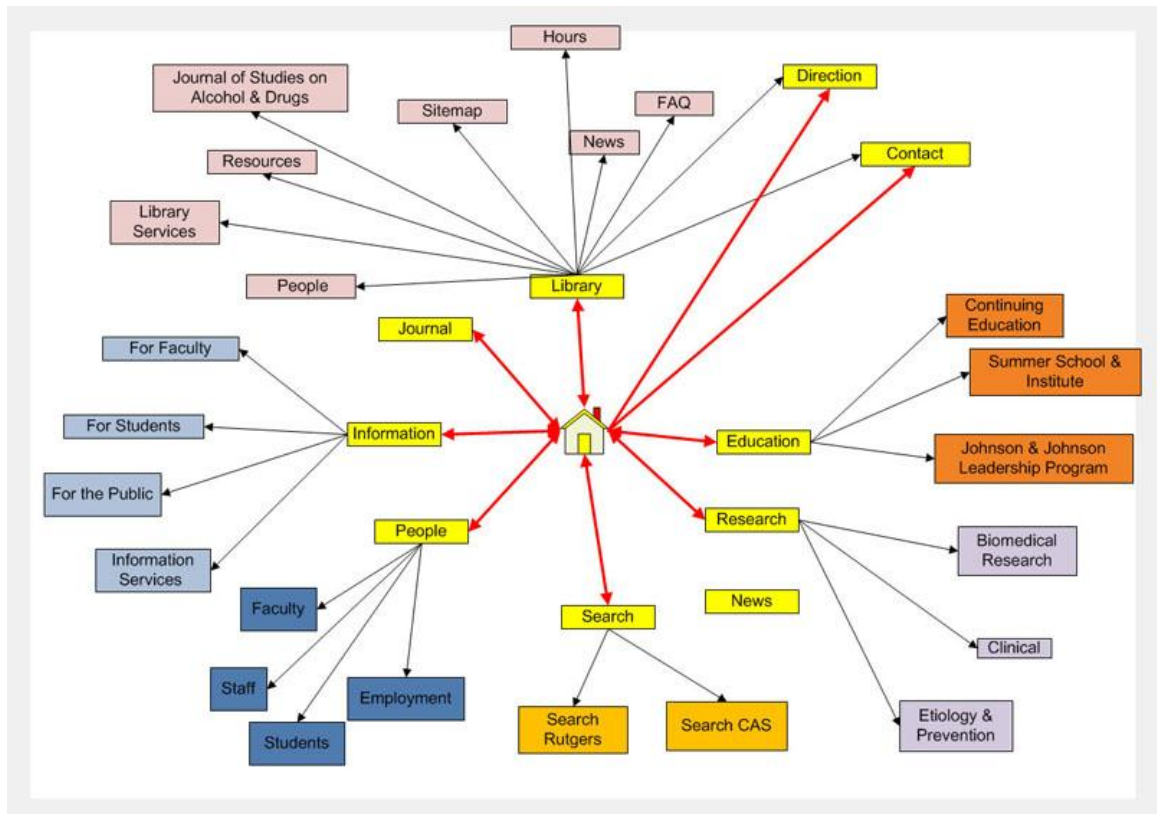 Hours
Direction
Journal of Studies on
Alcohol & Drugs
Sitemap
FAQ
News
Contact
Resources
Library
Services
People
Library
Journal
Continuing
Education
For Faculty
Summer School &
Institute
For Students
Information
Education
Johnson & Johnson
Leadership Program
For the Public
People
Research
Biomedical
Research
Information
Services
Faculty
News
Search
Clinical
Staff
Employment
Students
Search
Rutgers
Search CAS
Etiology &
Prevention